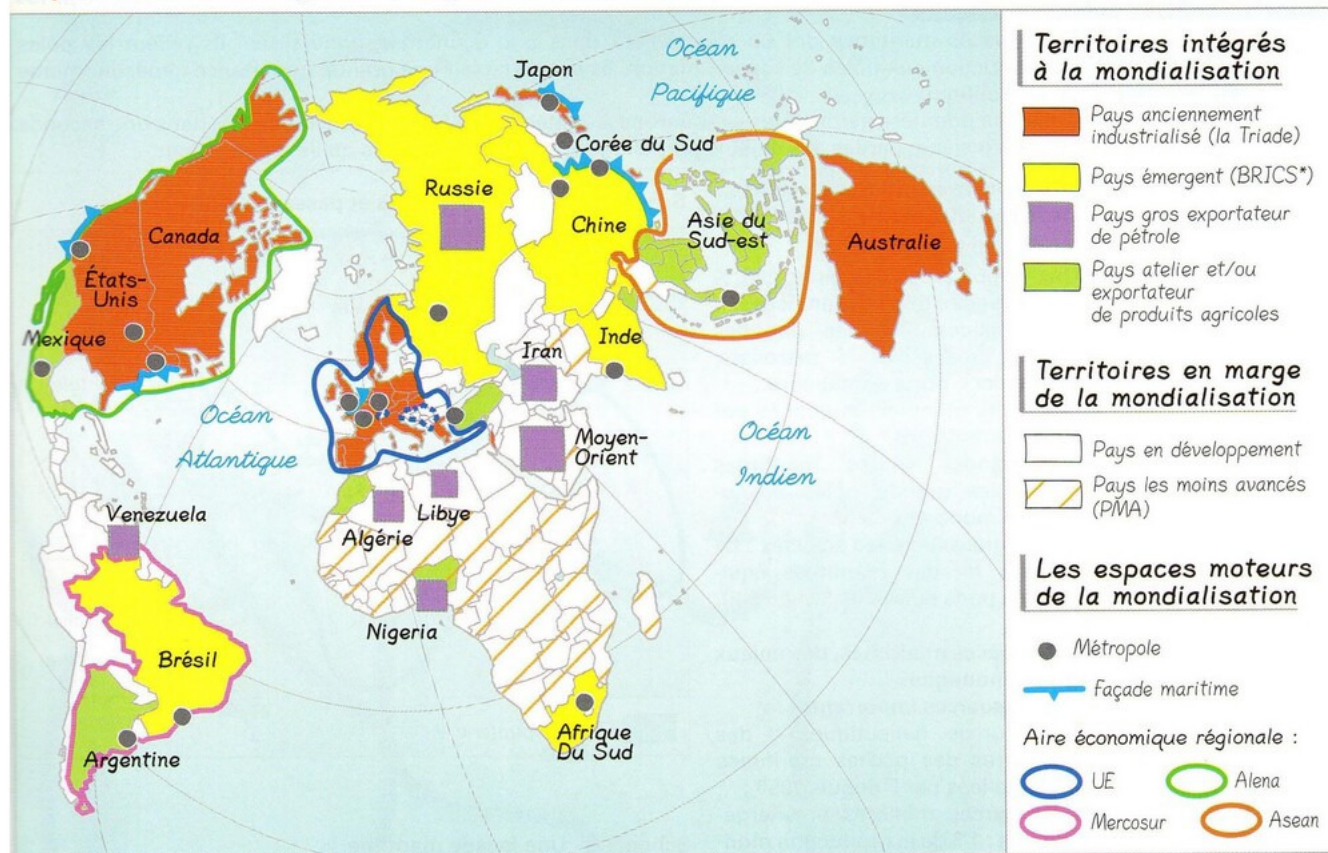 Océan
Pacifique
Japon
Corée du Sud
Russie
Chine
Asie du
Sud-est
Australie
Canada
États-
Unis
Mexique
Inde
Iran
Moyen-
Orient
Océan
Atlantique
Océan
Indien
Venezuela
Algérie
Libye
Nigeria
Brésil
Argentine
Afrique
Du Sud
Territoires intégrés
à la mondialisation
Pays anciennement
industrialisé (la Triade)
Pays émergent (BRICS*)
Pays gros exportateur
de pétrole
Pays atelier et/ou
exportateur
de produits agricoles
Territoires en marge
de la mondialisation
Pays en développement
Pays les moins avancés
(PMA)
Les espaces moteurs
de la mondialisation
Métropole
Façade maritime
Aire économique régionale :
UE
Alena
Mercosur
Asean